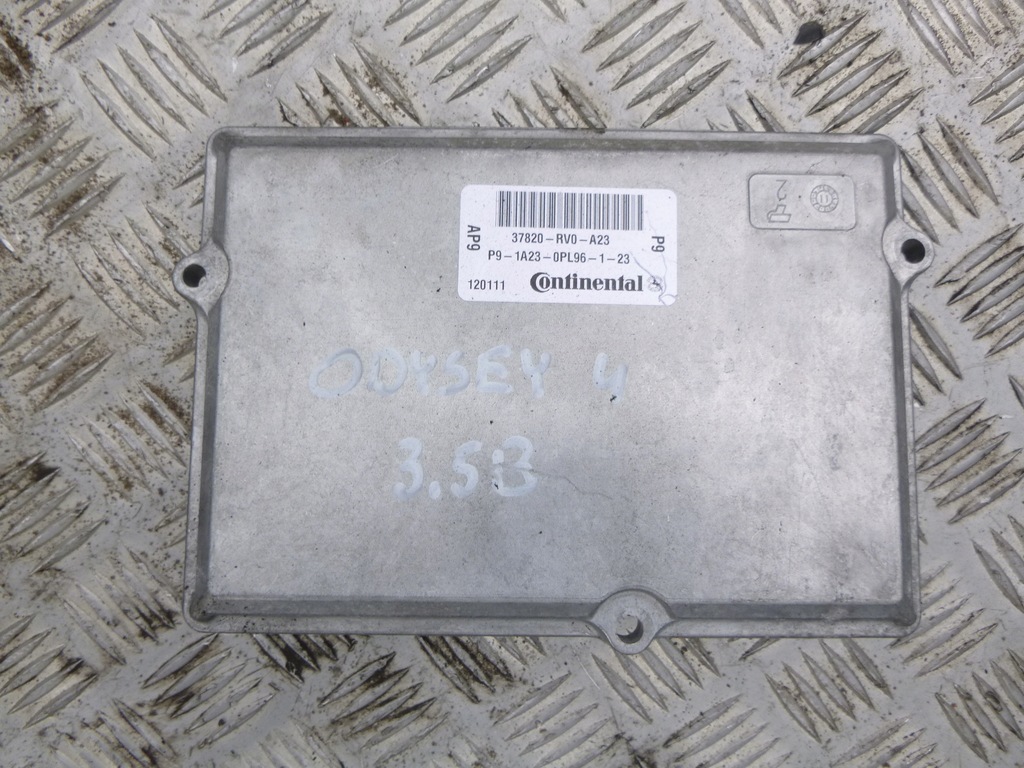 37820-RV0-A23
P9-1A23-0PL96-1-23
AP9
P9
120111 Continental
ODYSEY 4
3.5B